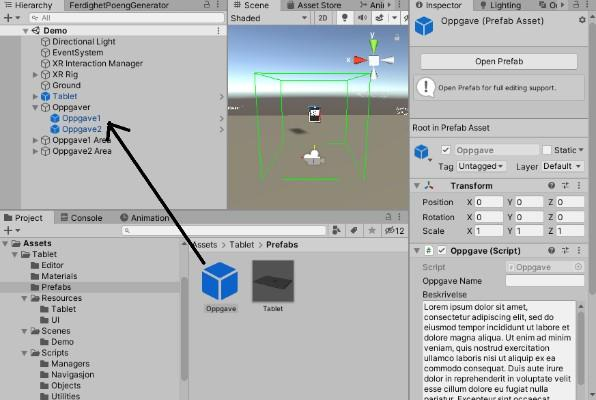 Hierarchy
FerdighetPoengGenerator
All
Demo
Directional Light
EventSystem
XR Interaction Manager
XR Rig
Ground
Tablet
Oppgaver
Oppgave1
Oppgave2
Oppgave1 Area
Oppgave2 Area
Scene
Asset Store
Ani
Shaded
2D
y
x
z
Project
Console
Animation
12
Assets
Tablet
Editor
Materials
Prefabs
Resources
Tablet
UI
Scenes
Demo
Scripts
Managers
Navigasjon
Objects
Utilities
Assets > Tablet > Prefabs
Oppgave
Tablet
Inspector
Lighting
Oc
Oppgave (Prefab Asset)
Open Prefab
Open Prefab for full editing support.
Root in Prefab Asset
Oppgave
Static
Tag Untagged Layer Default
Transform
Position X 0 Y 0 Z 0
Rotation X 0 Y 0 Z 0
Scale X 1 Y 1 Z 1
Oppgave (Script)
Script Oppgave
Oppgave Name
Beskrivelse
Lorem ipsum dolor sit amet,
consectetur adipiscing elit, sed do
eiusmod tempor incididunt ut labore et
dolore magna aliqua. Ut enim ad minim
veniam, quis nostrud exercitation
ullamco laboris nisi ut aliquip ex ea
commodo consequat. Duis aute irure
dolor in reprehenderit in voluptate velit
esse cillum dolore eu fugiat nulla
pariatur. Excepteur sint occaecat